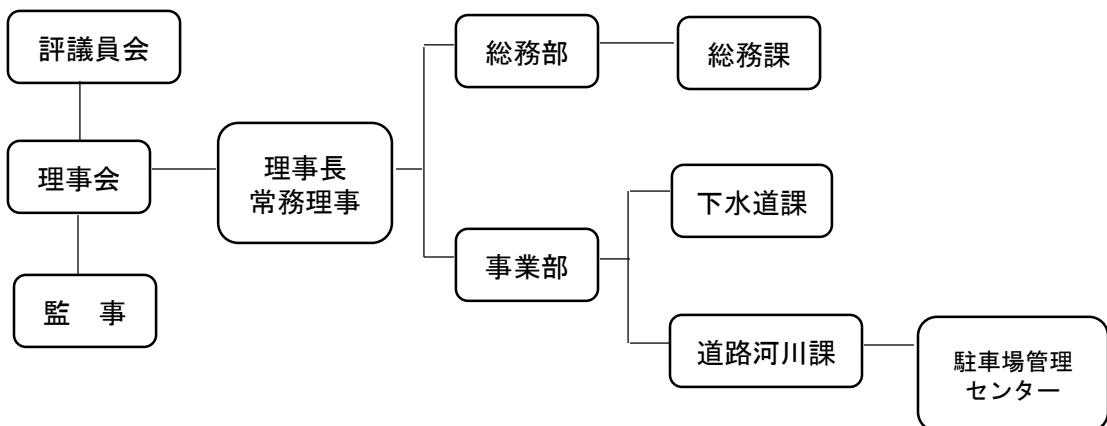 評議員会
理事会
監　事
理事長
常務理事
総務部
総務課
事業部
下水道課
道路河川課
駐車場管理
センター